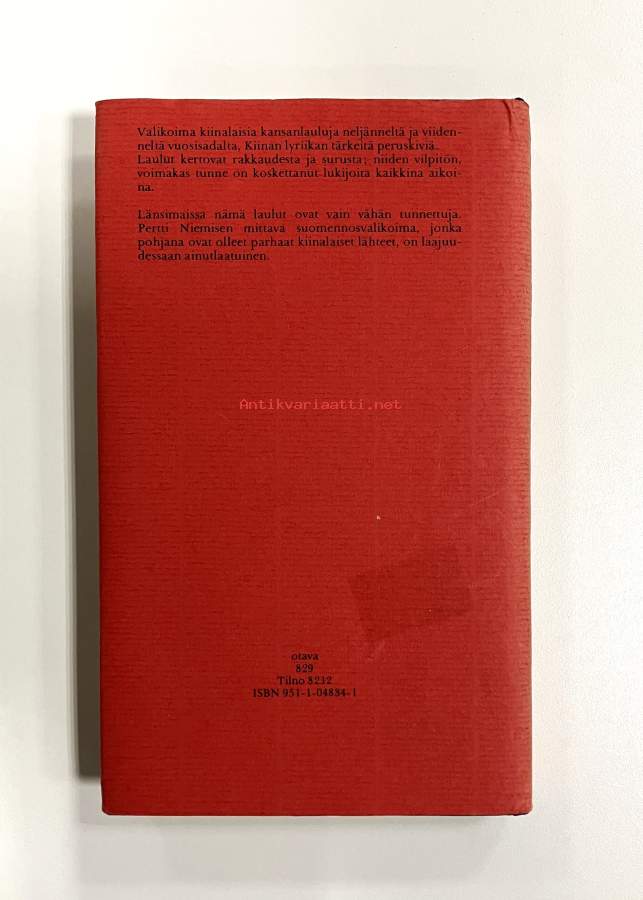 Valikoima kiinalaisia kansanlauluja neljänneltä ja viiden-
neltä vuosisadalta, Kiinan lyriikan tärkeitä peruskiviä.
Laulut kertovat rakkaudesta ja surusta; niiden vilpitön,
voimakas tunne on koskettanut lukijoita kaikkina aikoi-
na.
Länsimaissa nämä laulut ovat vain vähän tunnettuja.
Pertti Niemisen mittava suomennosvalikoima, jonka
pohjana ovat olleet parhaat kiinalaiset lähteet, on laajuu-
dessaan ainutlaatuinen.
Antikvariaatti.net
otava
829
Tilno 8212
ISBN 951-1-04834-1